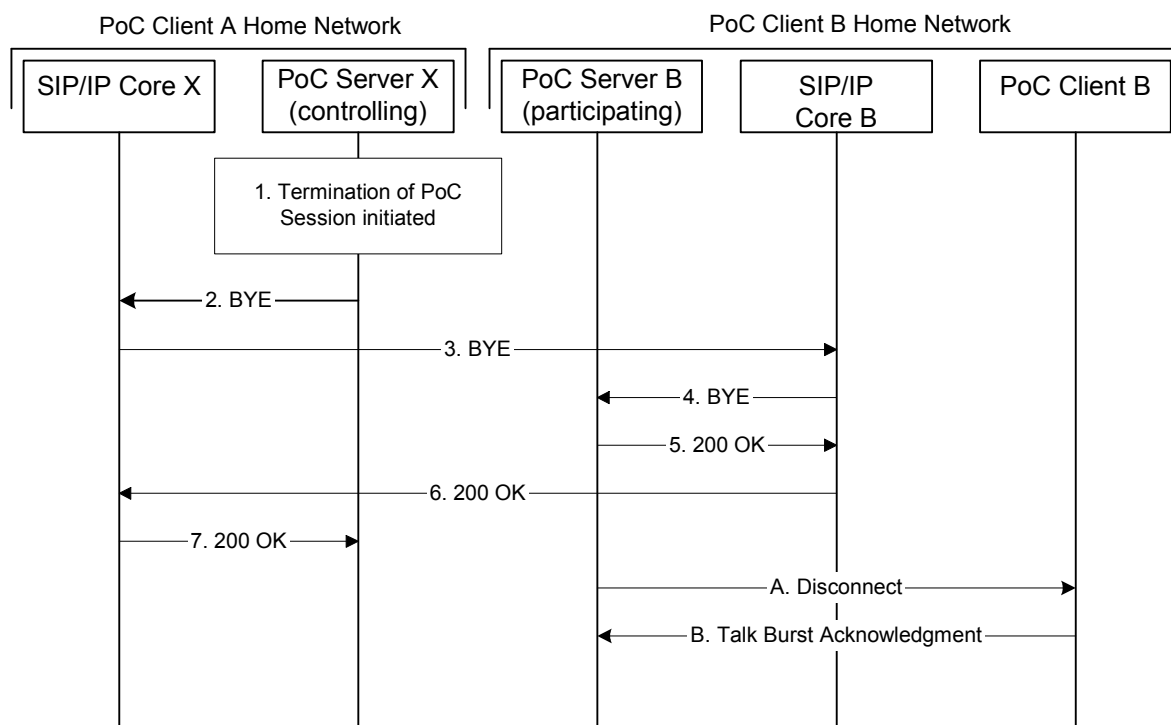 PoC Client A Home Network
PoC Client B Home Network
SIP/IP Core X
PoC Server X
(controlling)
PoC Server B
(participating)
SIP/IP
Core B
PoC Client B
1. Termination of PoC
Session initiated
2. BYE
3. BYE
4. BYE
5. 200 OK
6. 200 OK
7. 200 OK
A. Disconnect
B. Talk Burst Acknowledgment